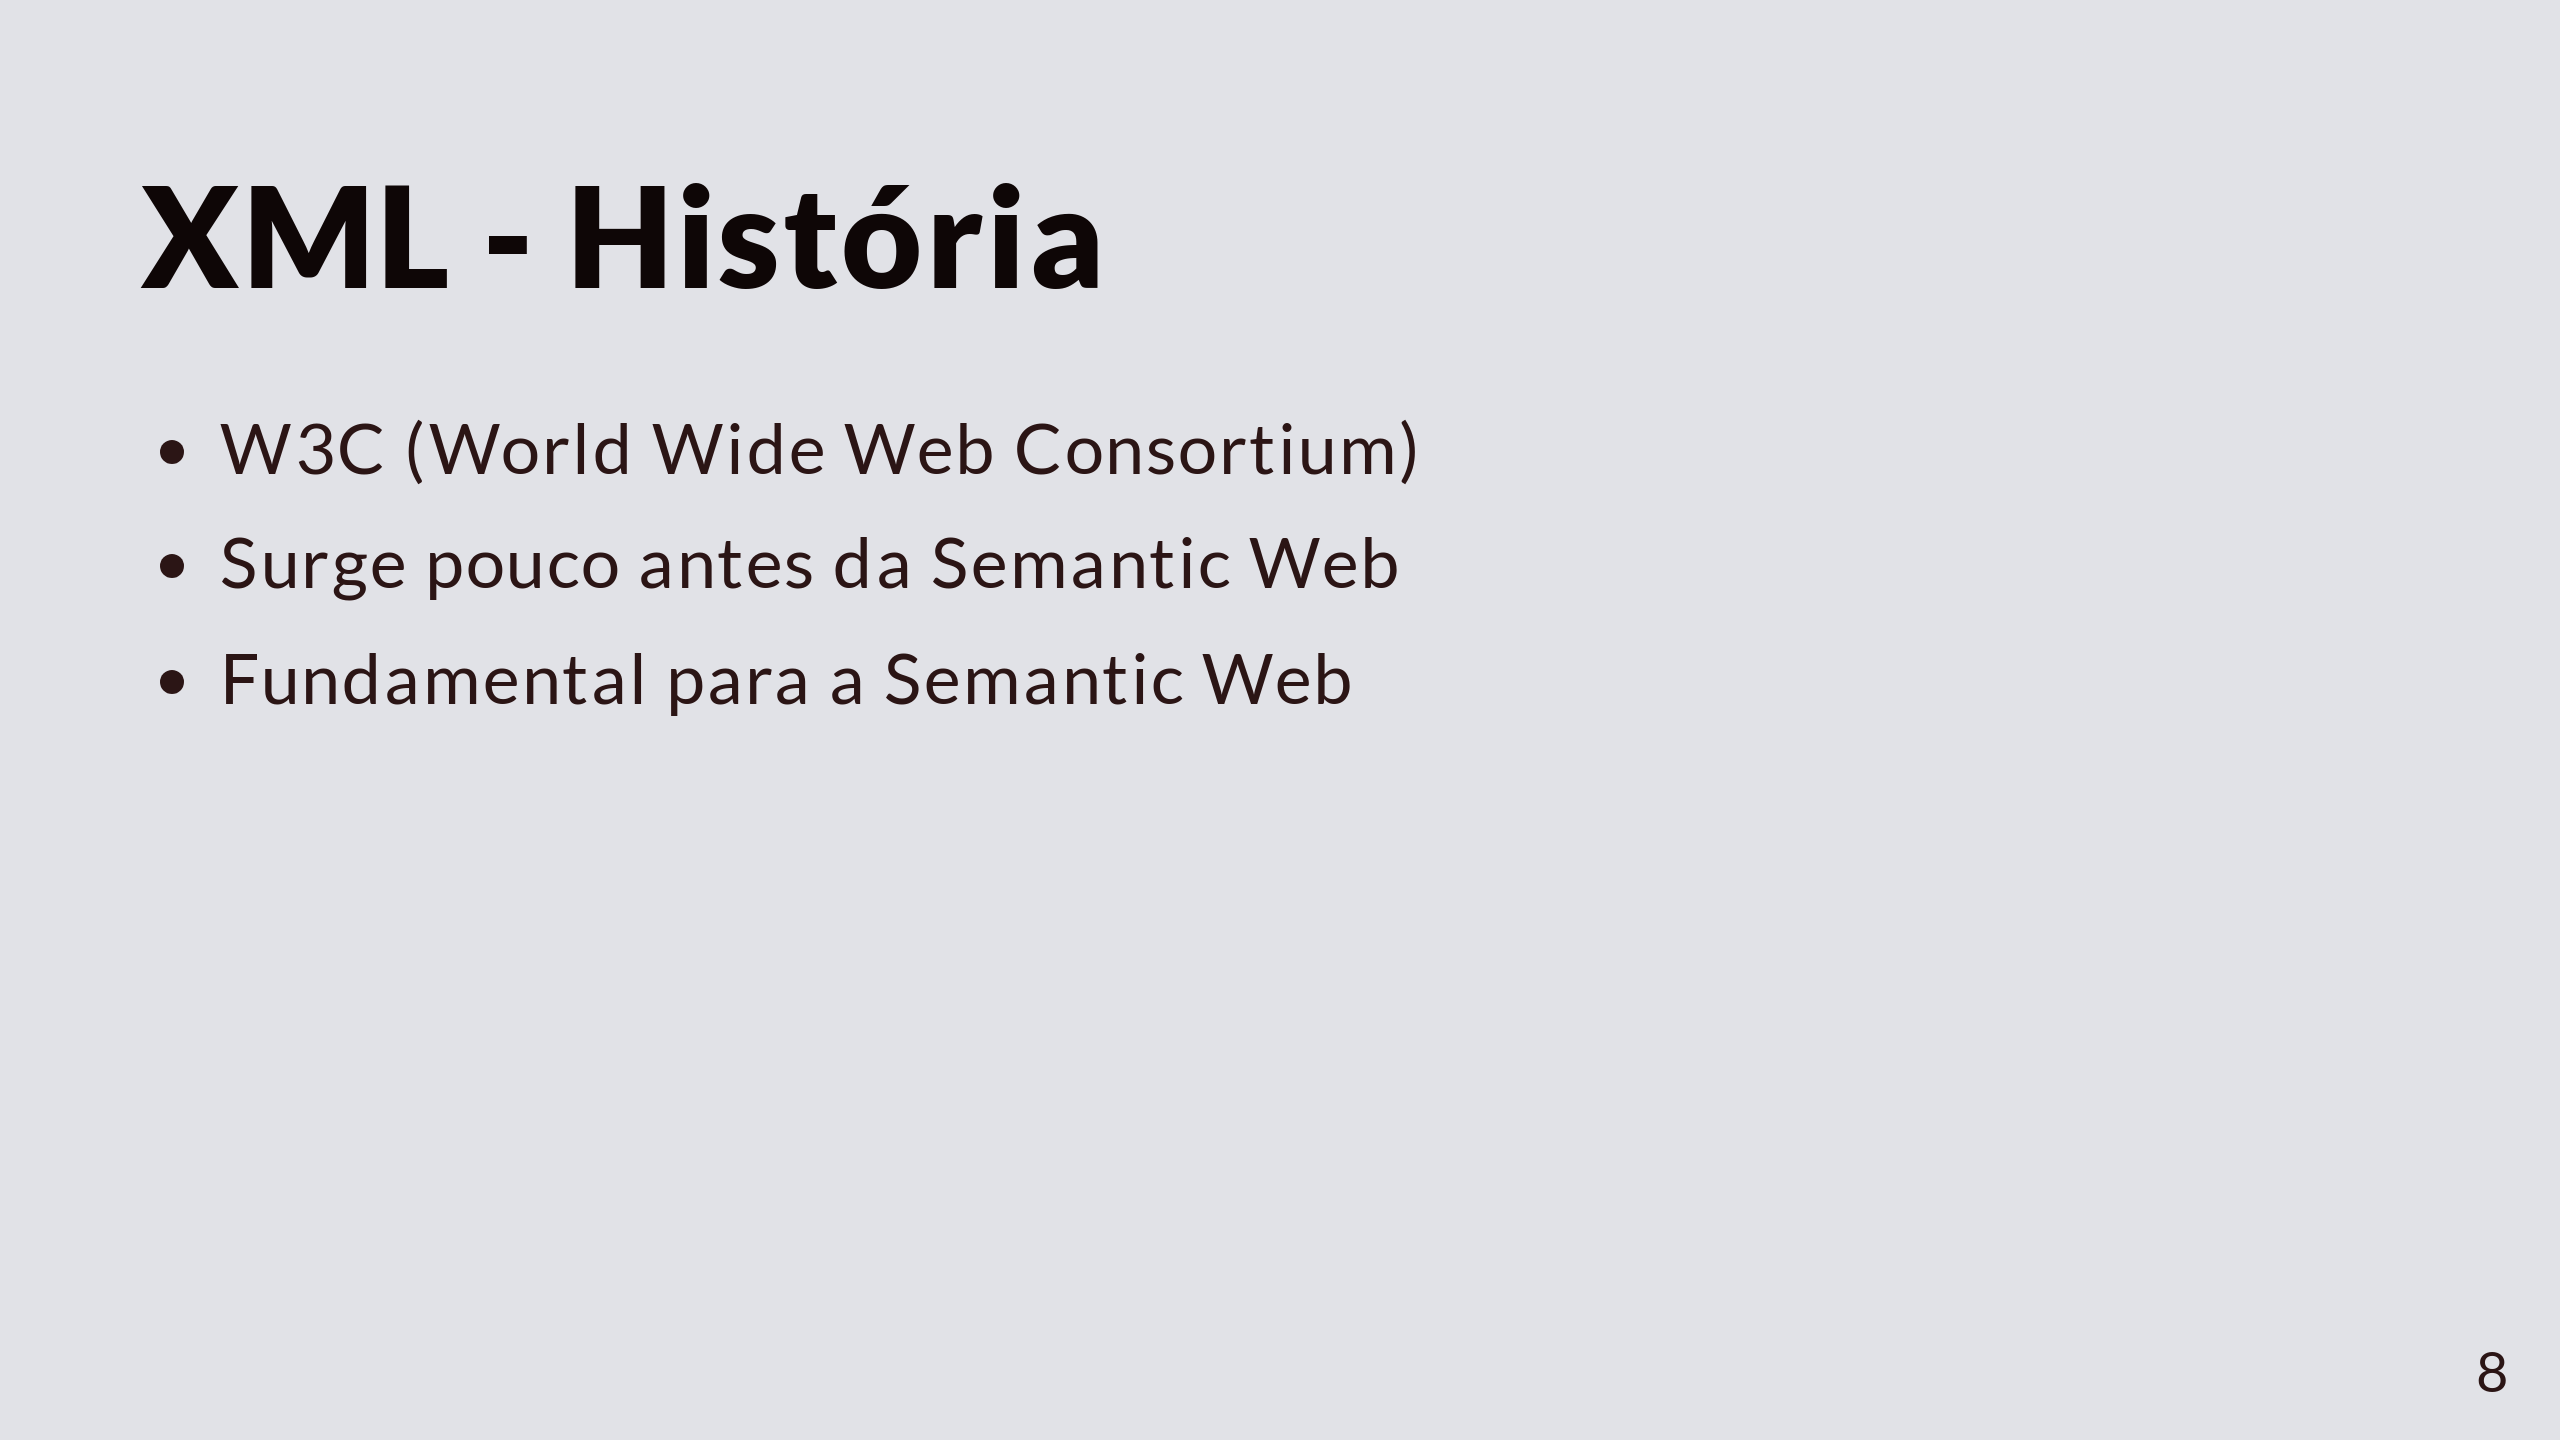 XML - História
• W3C (World Wide Web Consortium)
• Surge pouco antes da Semantic Web
• Fundamental para a Semantic Web
8